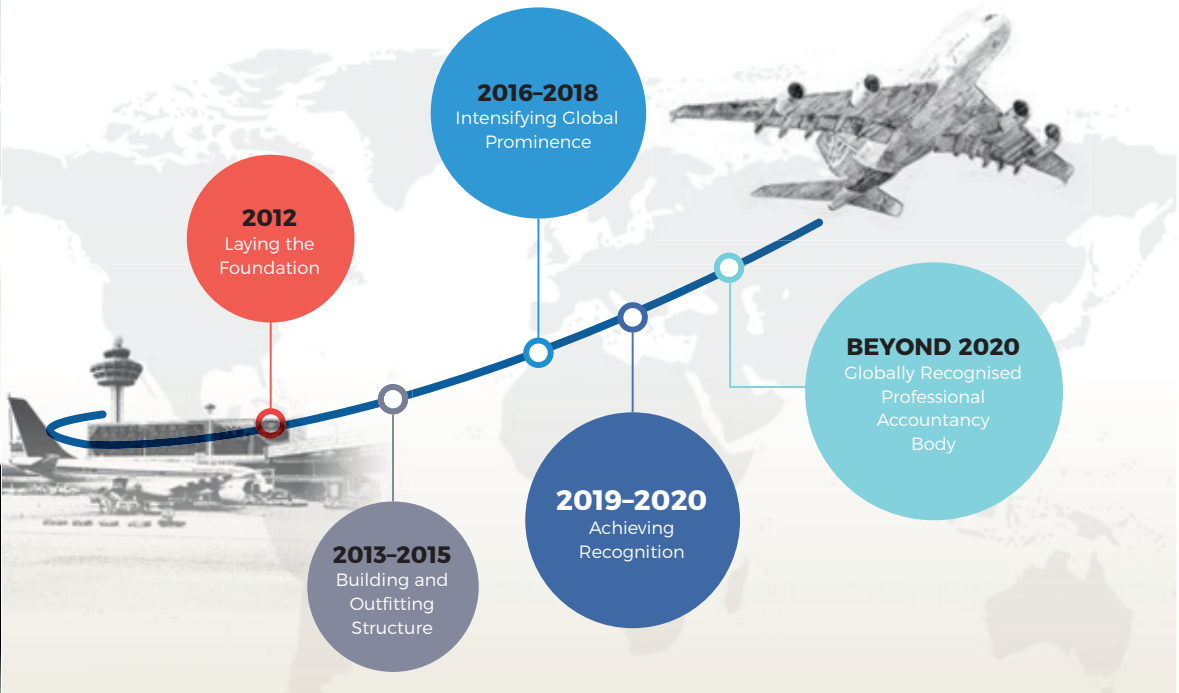 2012
Laying the
Foundation
2013–2015
Building and
Outfitting
Structure
2016–2018
Intensifying Global
Prominence
2019–2020
Achieving
Recognition
BEYOND 2020
Globally Recognised
Professional
Accountancy
Body